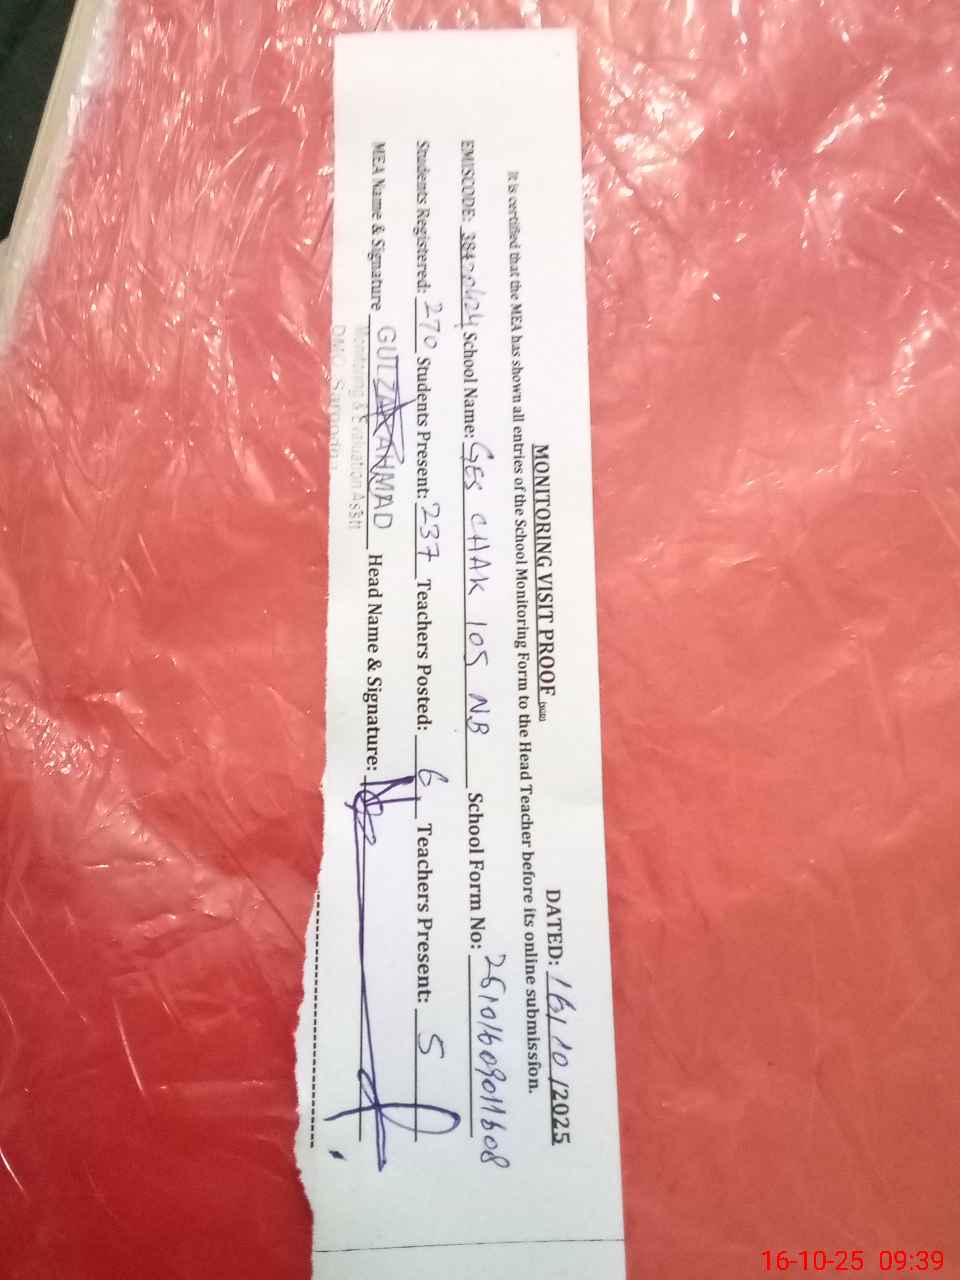 MONITORING VISIT PROOF DATED: 16/10/2025
It is certified that the MEA has shown all entries of the School Monitoring Form to the Head Teacher before its online submission.
EMISCODE: 38420424 School Name: GES CHAK 105 NB School Form No:
Students Registered: 270 Students Present: 237 Teachers Posted: 6 Teachers Present: 5
MEA Name & Signature GULZAR AHMAD Head Name & Signature:
Monitoring & Evaluation Asstt
DMO Sargodha
16-10-25 09:39